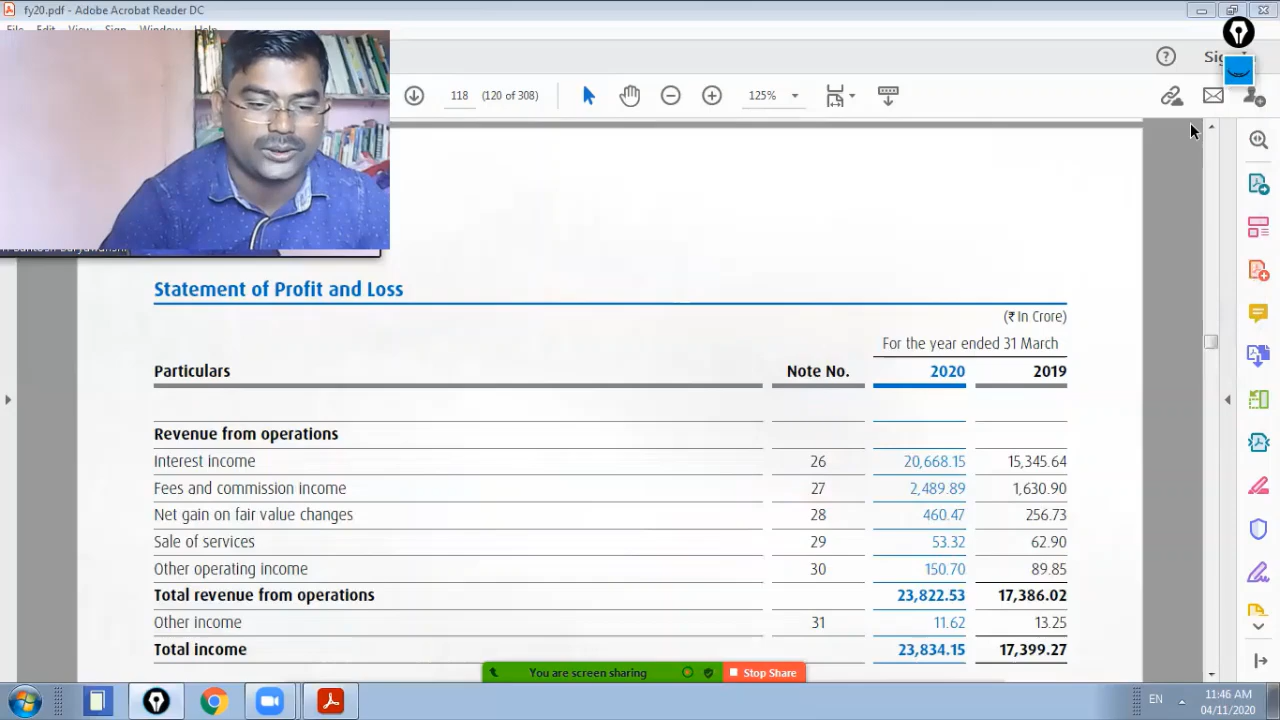 fy20.pdf - Adobe Acrobat Reader DC
File Edit View Sign Window Help
118 (120 of 308) 125%
Statement of Profit and Loss
(₹ In Crore)
For the year ended 31 March
Particulars Note No. 2020 2019
Revenue from operations
Interest income 26 20,668.15 15,345.64
Fees and commission income 27 2,489.89 1,630.90
Net gain on fair value changes 28 460.47 256.73
Sale of services 29 53.32 62.90
Other operating income 30 150.70 89.85
Total revenue from operations 23,822.53 17,386.02
Other income 31 11.62 13.25
Total income 23,834.15 17,399.27
You are screen sharing Stop Share
EN 11:46 AM
04/11/2020